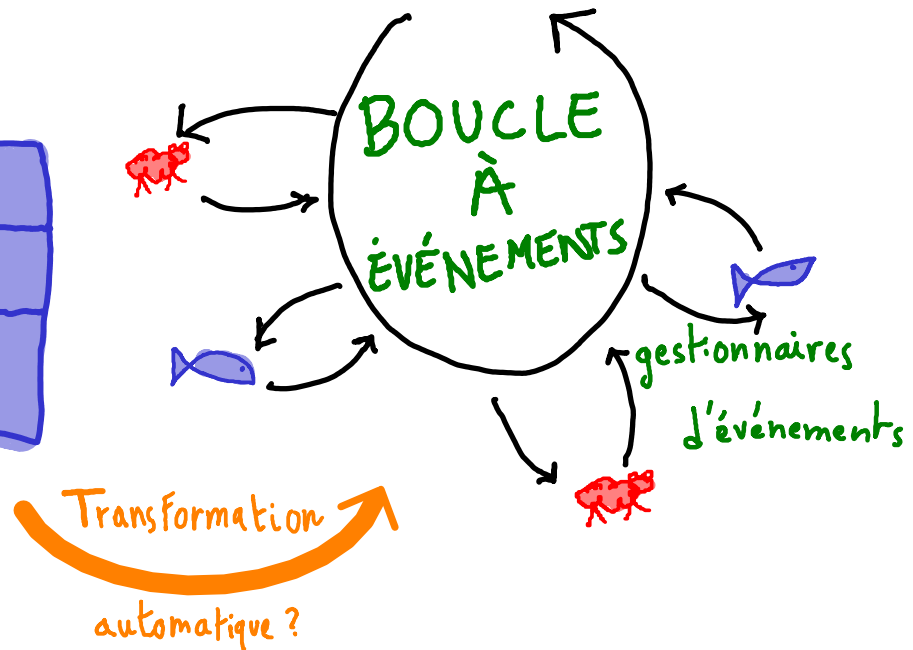 BOUCLE
À
ÉVÉNEMENTS
gestionnaires
d'événements
Transformation
automatique ?